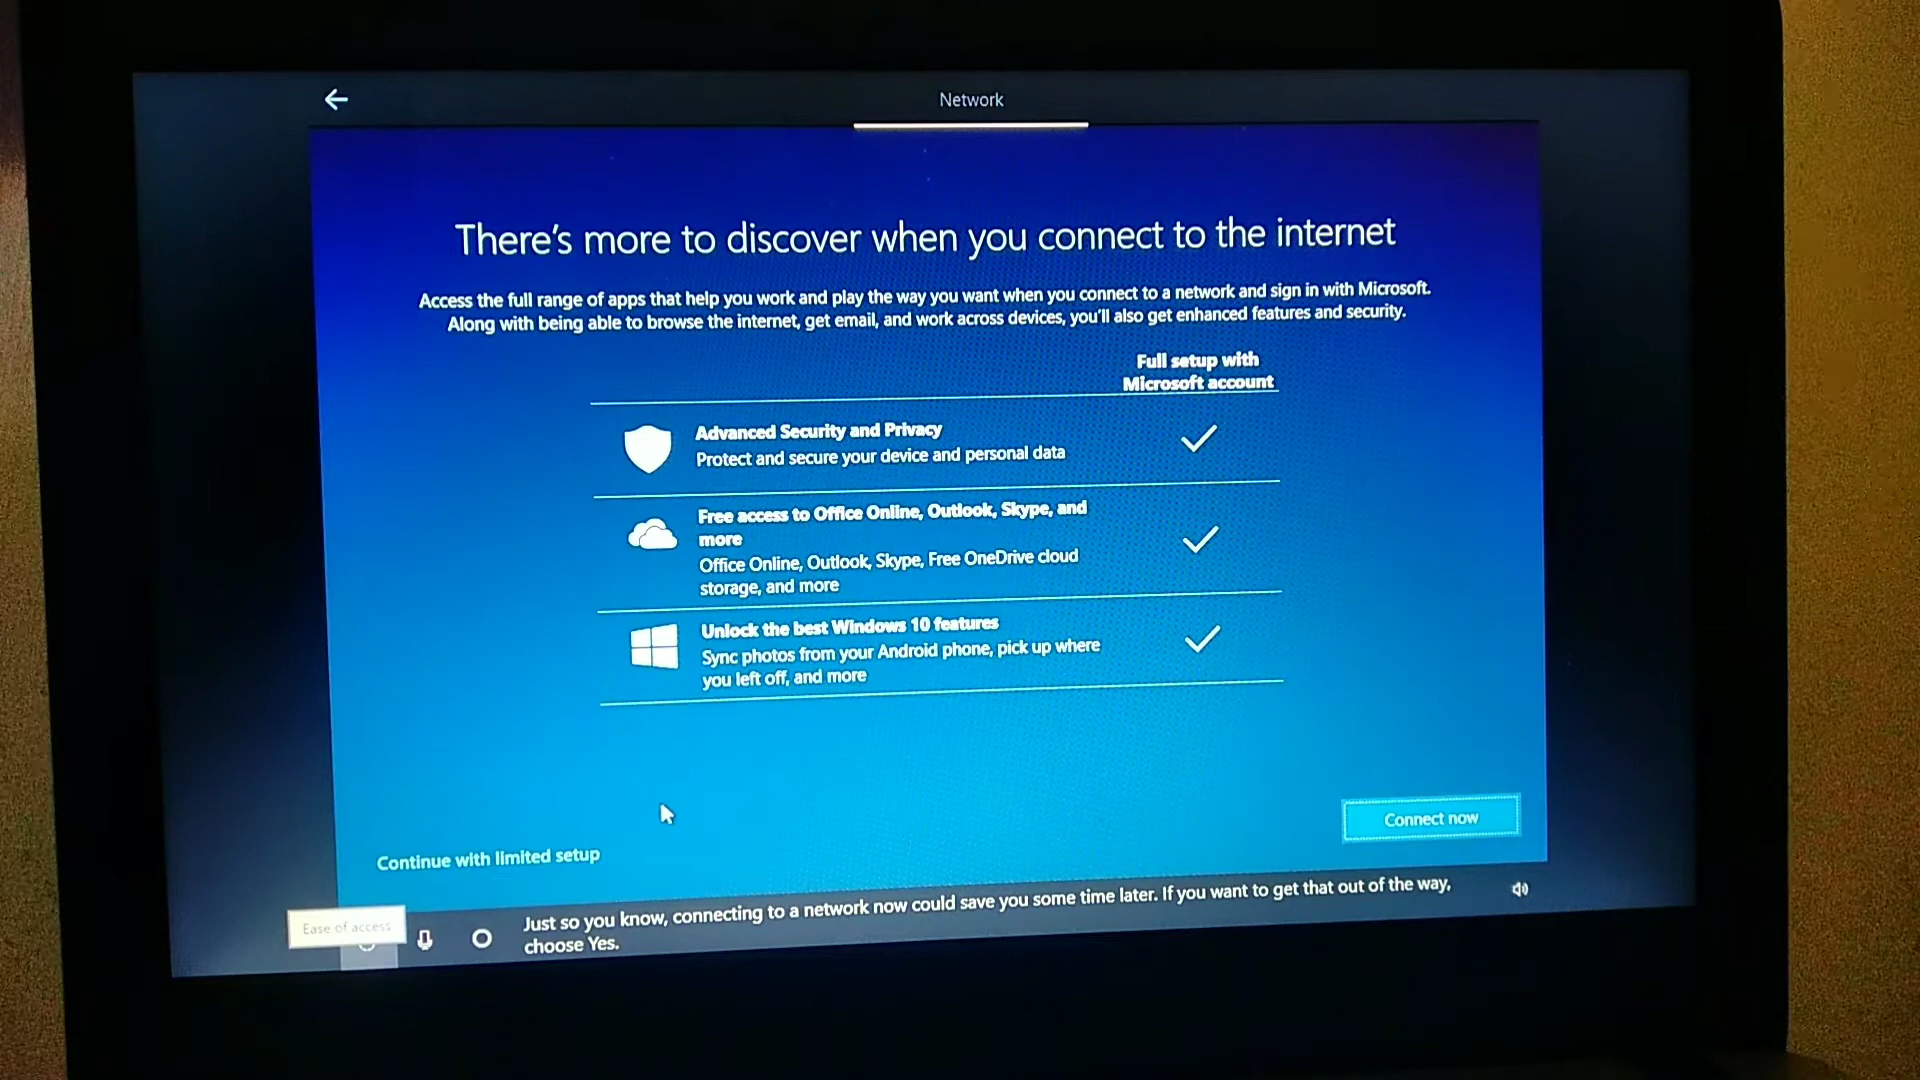 Network
There's more to discover when you connect to the internet
Access the full range of apps that help you work and play the way you want when you connect to a network and sign in with Microsoft.
Along with being able to browse the internet, get email, and work across devices, you'll also get enhanced features and security.
Full setup with
Microsoft account
Advanced Security and Privacy
Protect and secure your device and personal data
Free access to Office Online, Outlook, Skype, and
more
Office Online, Outlook, Skype, Free OneDrive cloud
storage, and more
Unlock the best Windows 10 features
Sync photos from your Android phone, pick up where
you left off, and more
Connect now
Continue with limited setup
Ease of access
Just so you know, connecting to a network now could save you some time later. If you want to get that out of the way,
choose Yes.